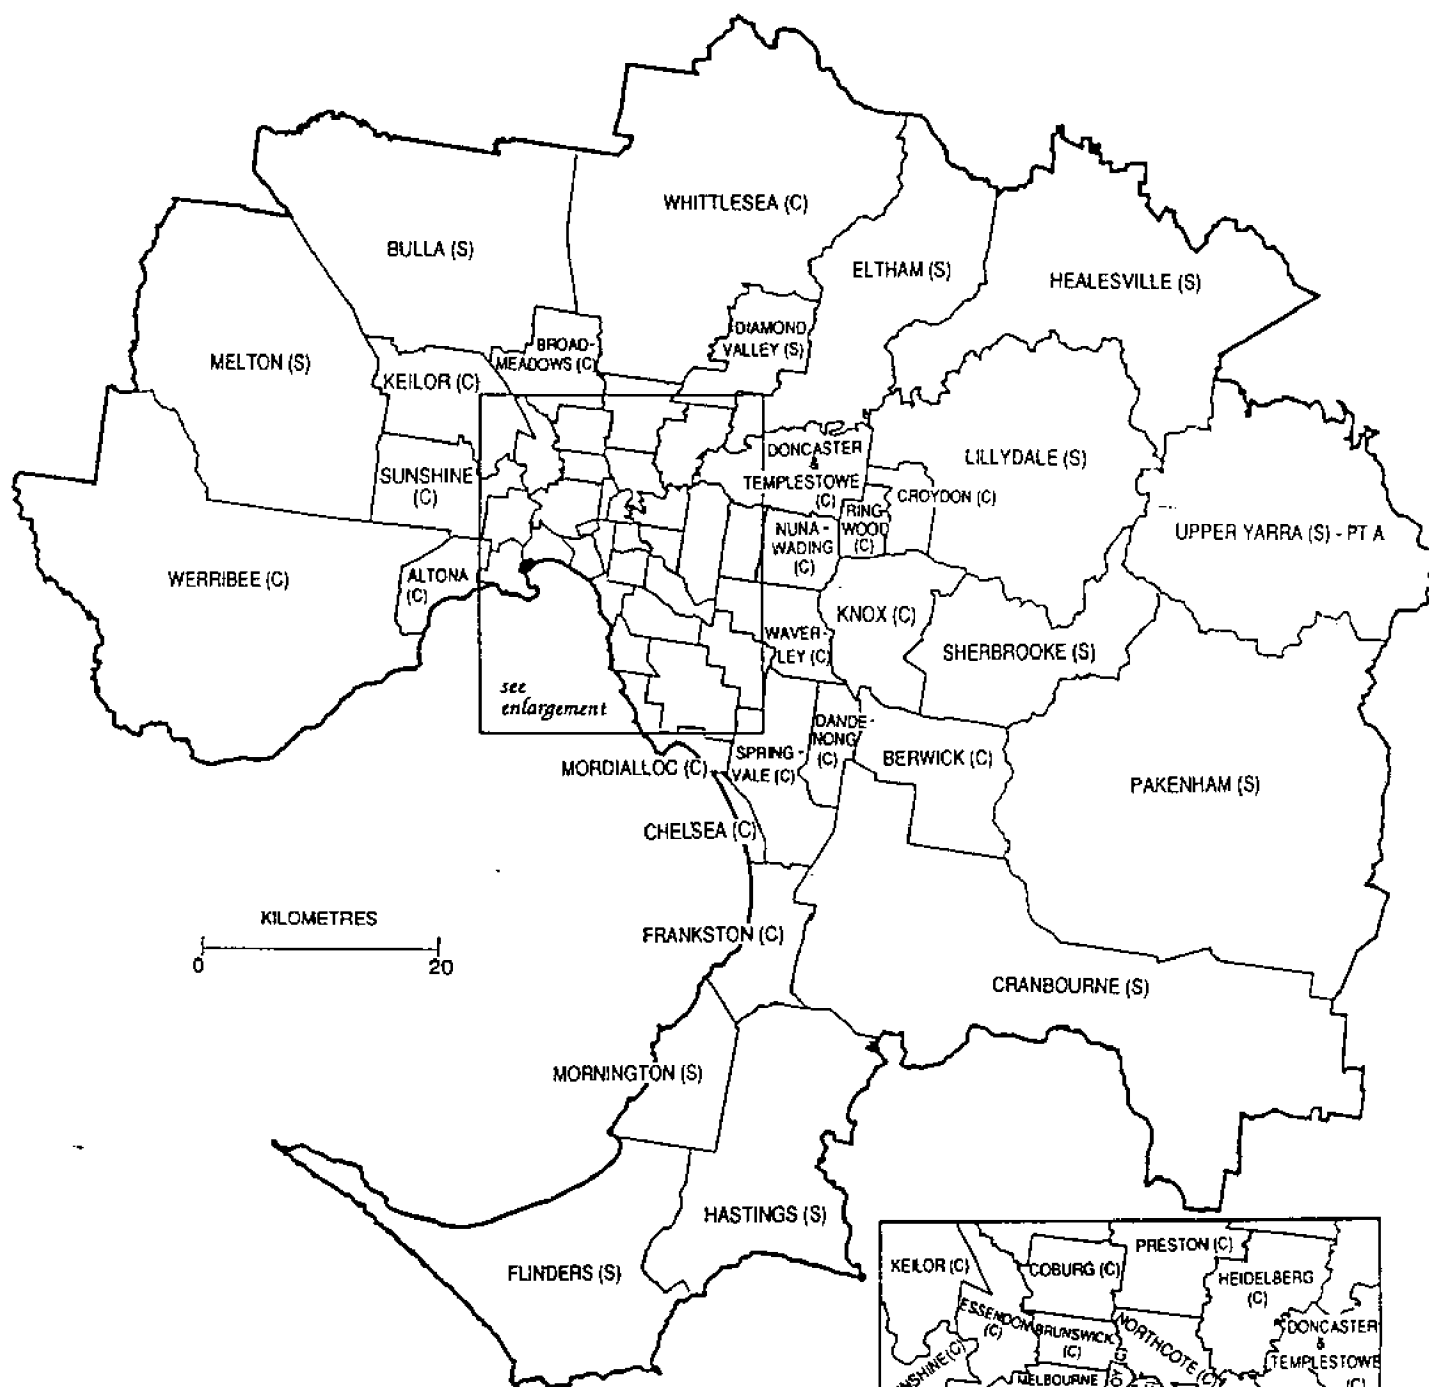 WHITTLESEA (C)
BULLA (S)
ELTHAM (S)
HEALESVILLE (S)
DIAMOND
VALLEY (S)
BROAD-
MEADOWS (C)
MELTON (S)
KEILOR (C)
DONCASTER
&
TEMPLESTOWE
(C)
LILLYDALE (S)
SUNSHINE
(C)
CROYDON (C)
RING-
WOOD
(C)
NUNA-
WADING
(C)
UPPER YARRA (S) - PT A
WERRIBEE (C)
ALTONA
(C)
KNOX (C)
WAVER-
LEY (C)
SHERBROOKE (S)
see
enlargement
DANDE-
NONG
(C)
SPRING-
VALE (C)
BERWICK (C)
MORDIALLOC (C)
PAKENHAM (S)
CHELSEA (C)
KILOMETRES
0 20
FRANKSTON (C)
CRANBOURNE (S)
MORNINGTON (S)
HASTINGS (S)
FLINDERS (S)
PRESTON (C)
KEILOR (C)
COBURG (C)
HEIDELBERG
(C)
ESSENDON
(C)
BRUNSWICK
(C)
NORTHCOTE (C)
DONCASTER
&
TEMPLESTOWE
(C)
NSHINE (C)
MELBOURNE